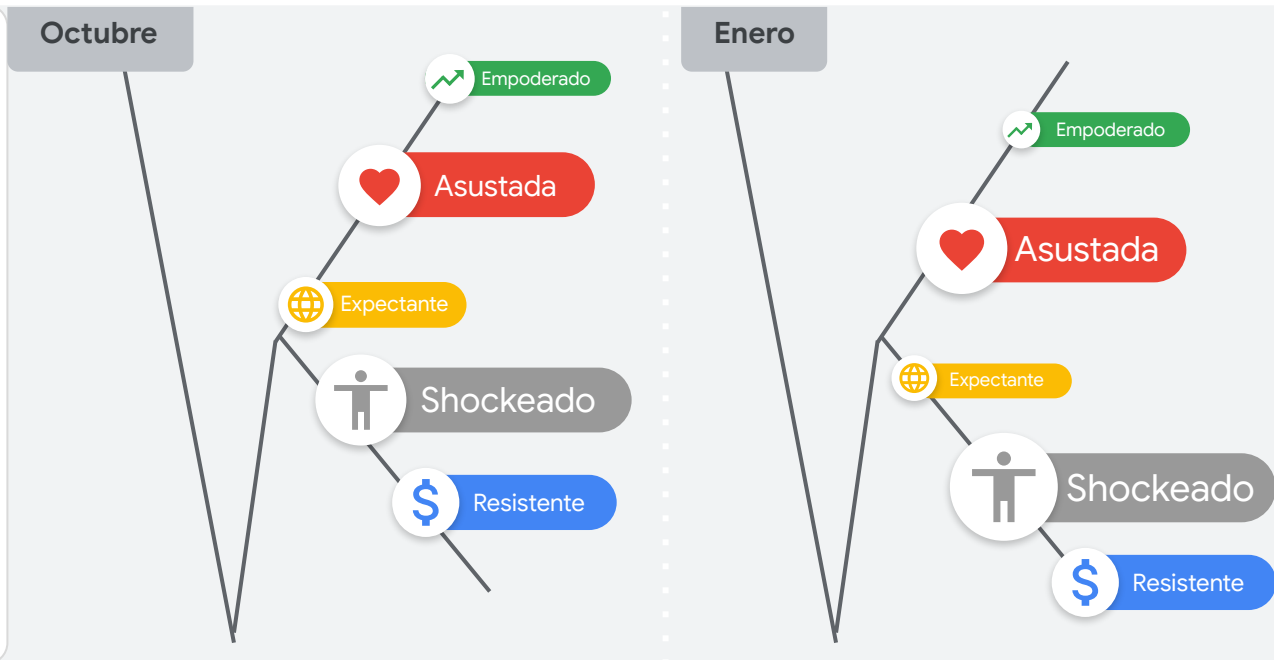 Octubre
Empoderado
Asustada
Expectante
Shockeado
Resistente
Enero
Empoderado
Asustada
Expectante
Shockeado
Resistente